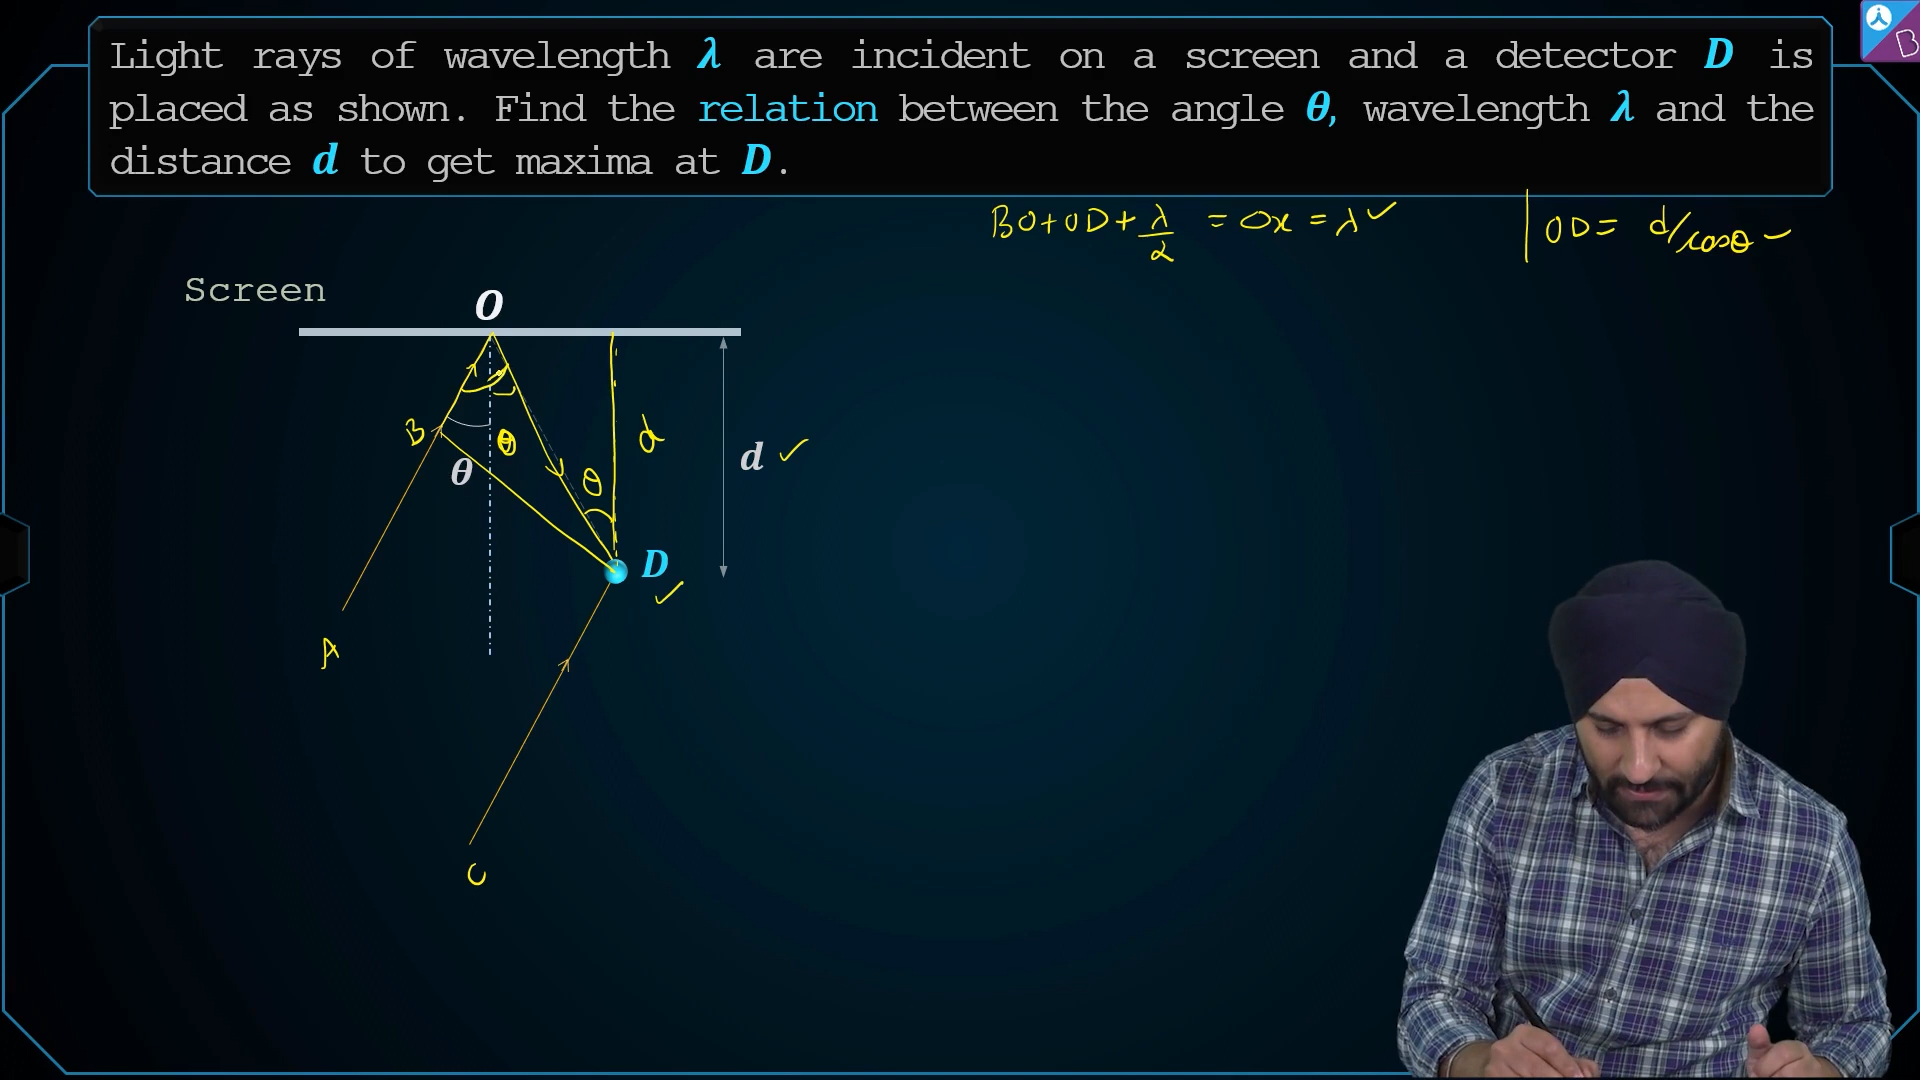 Light rays of wavelength λ are incident on a screen and a detector D is
placed as shown. Find the relation between the angle θ, wavelength λ and the
distance d to get maxima at D.
BO+OD+λ/2 = Δx = λ ✓ | OD = d/cosθ
Screen
O
B
θ
θ
θ
d
d ✓
D ✓
A
C
B